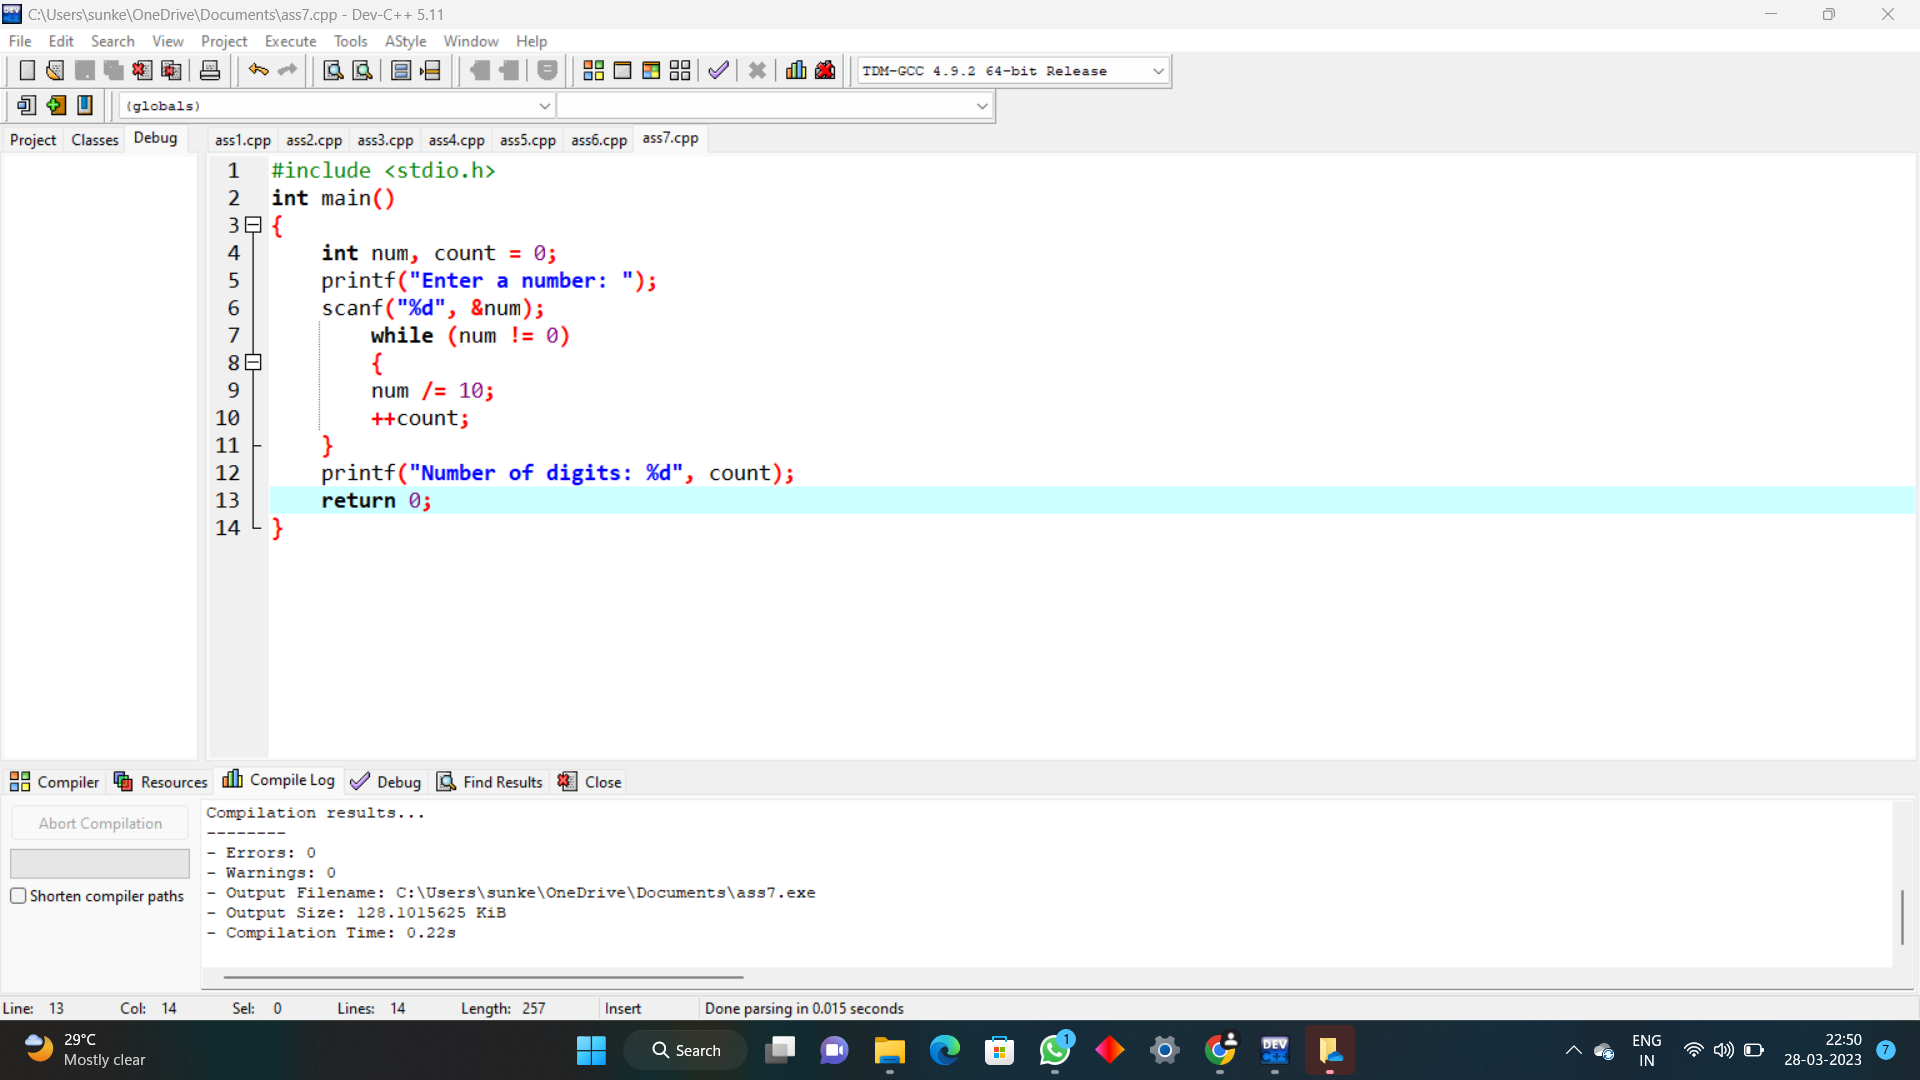 C:\Users\sunke\OneDrive\Documents\ass7.cpp - Dev-C++ 5.11
File Edit Search View Project Execute Tools AStyle Window Help
TDM-GCC 4.9.2 64-bit Release
(globals)
Project Classes Debug ass1.cpp ass2.cpp ass3.cpp ass4.cpp ass5.cpp ass6.cpp ass7.cpp
1 #include <stdio.h>
2 int main()
3 {
4 int num, count = 0;
5 printf("Enter a number: ");
6 scanf("%d", &num);
7 while (num != 0)
8 {
9 num /= 10;
10 ++count;
11 }
12 printf("Number of digits: %d", count);
13 return 0;
14 }
Compiler Resources Compile Log Debug Find Results Close
Abort Compilation
Shorten compiler paths
Compilation results...
--------
- Errors: 0
- Warnings: 0
- Output Filename: C:\Users\sunke\OneDrive\Documents\ass7.exe
- Output Size: 128.1015625 KiB
- Compilation Time: 0.22s
Line: 13 Col: 14 Sel: 0 Lines: 14 Length: 257 Insert Done parsing in 0.015 seconds
29°C
Mostly clear
Search
1
DEV
C++
ENG
IN
22:50
28-03-2023
7